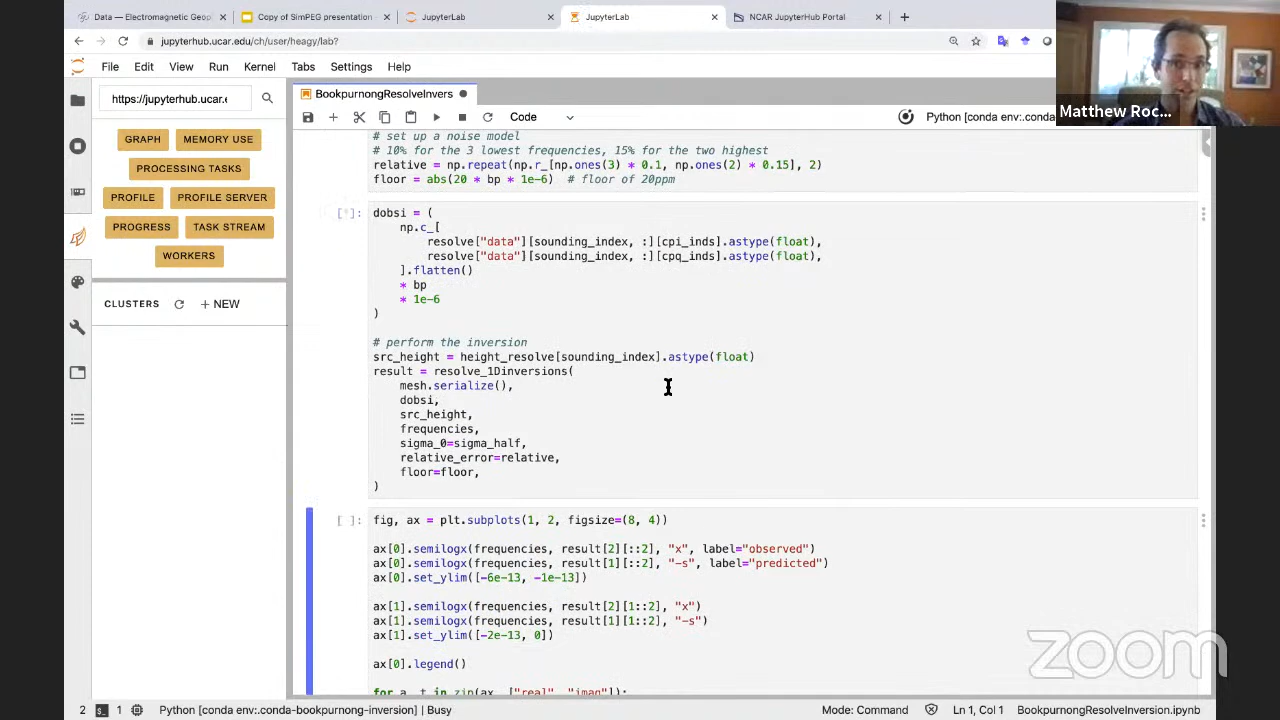 Data — Electromagnetic Geopl
Copy of SimPEG presentation
JupyterLab
JupyterLab
NCAR JupyterHub Portal
jupyterhub.ucar.edu/ch/user/heagy/lab?
File Edit View Run Kernel Tabs Settings Help
https://jupyterhub.ucar.e
GRAPH
MEMORY USE
PROCESSING TASKS
PROFILE
PROFILE SERVER
PROGRESS
TASK STREAM
WORKERS
CLUSTERS
+ NEW
BookpurnongResolveInvers
Code
Python [conda env:.conda
Matthew Roc...
# set up a noise model
# 10% for the 3 lowest frequencies, 15% for the two highest
relative = np.repeat(np.r_[np.ones(3) * 0.1, np.ones(2) * 0.15], 2)
floor = abs(20 * bp * 1e-6)  # floor of 20ppm
[*]:
dobsi = (
np.c_[
resolve["data"][sounding_index, :][cpi_inds].astype(float),
resolve["data"][sounding_index, :][cpq_inds].astype(float),
].flatten()
* bp
* 1e-6
)
# perform the inversion
src_height = height_resolve[sounding_index].astype(float)
result = resolve_1Dinversions(
mesh.serialize(),
dobsi,
src_height,
frequencies,
sigma_0=sigma_half,
relative_error=relative,
floor=floor,
)
[ ]:
fig, ax = plt.subplots(1, 2, figsize=(8, 4))
ax[0].semilogx(frequencies, result[2][::2], "x", label="observed")
ax[0].semilogx(frequencies, result[1][::2], "-s", label="predicted")
ax[0].set_ylim([-6e-13, -1e-13])
ax[1].semilogx(frequencies, result[2][1::2], "x")
ax[1].semilogx(frequencies, result[1][1::2], "-s")
ax[1].set_ylim([-2e-13, 0])
ax[0].legend()
for a, t in zip(ax, ["real", "imag"]):
zoom
2
1
Python [conda env:.conda-bookpurnong-inversion] | Busy
Mode: Command
Ln 1, Col 1
BookpurnongResolveInversion.ipynb